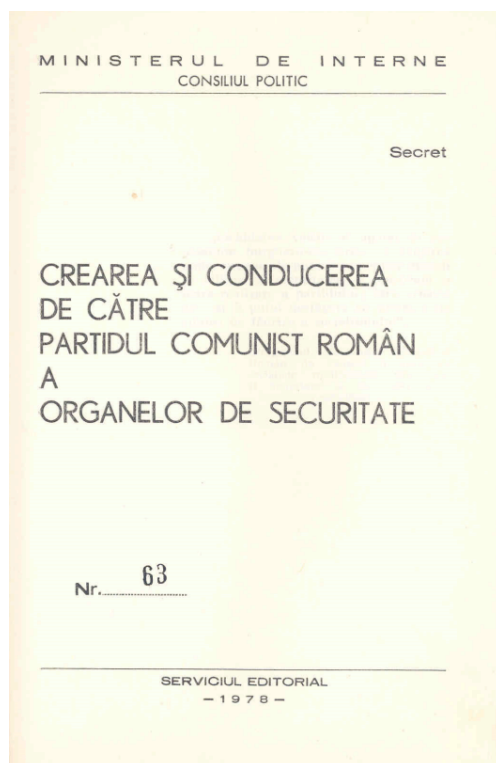 MINISTERUL DE INTERNE
CONSILIUL POLITIC
Secret
CREAREA ŞI CONDUCEREA
DE CĂTRE
PARTIDUL COMUNIST ROMÂN
A
ORGANELOR DE SECURITATE
Nr. 63
SERVICIUL EDITORIAL
—1978—